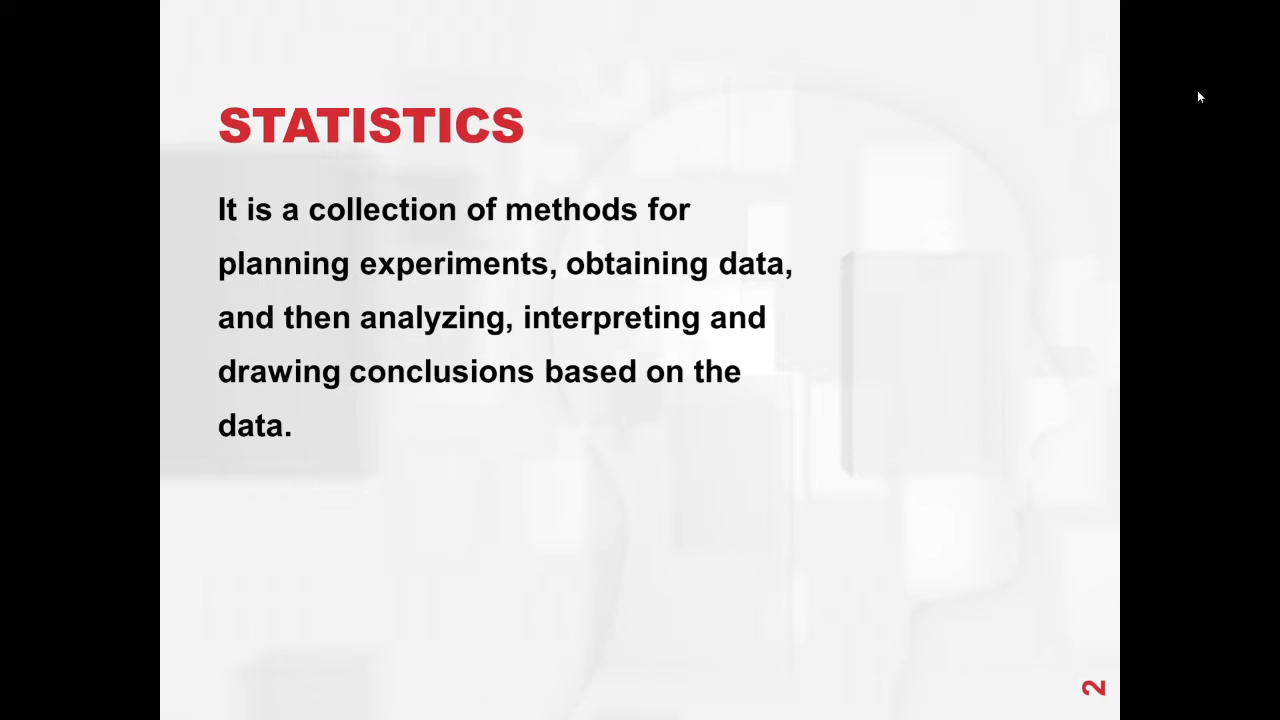 STATISTICS
It is a collection of methods for
planning experiments, obtaining data,
and then analyzing, interpreting and
drawing conclusions based on the
data.
2